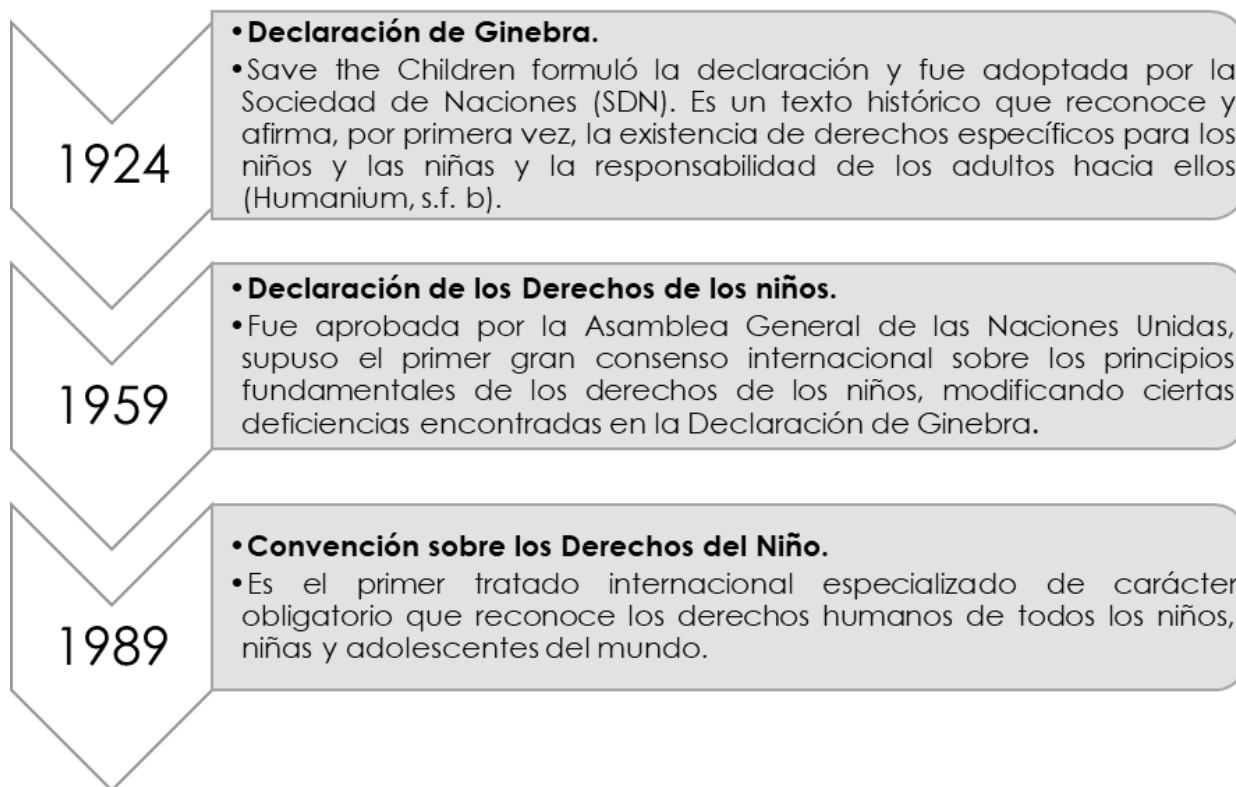 1924
•Declaración de Ginebra.
•Save the Children formuló la declaración y fue adoptada por la
Sociedad de Naciones (SDN). Es un texto histórico que reconoce y
afirma, por primera vez, la existencia de derechos específicos para los
niños y las niñas y la responsabilidad de los adultos hacia ellos
(Humanium, s.f. b).
1959
•Declaración de los Derechos de los niños.
•Fue aprobada por la Asamblea General de las Naciones Unidas,
supuso el primer gran consenso internacional sobre los principios
fundamentales de los derechos de los niños, modificando ciertas
deficiencias encontradas en la Declaración de Ginebra.
1989
•Convención sobre los Derechos del Niño.
•Es el primer tratado internacional especializado de carácter
obligatorio que reconoce los derechos humanos de todos los niños,
niñas y adolescentes del mundo.